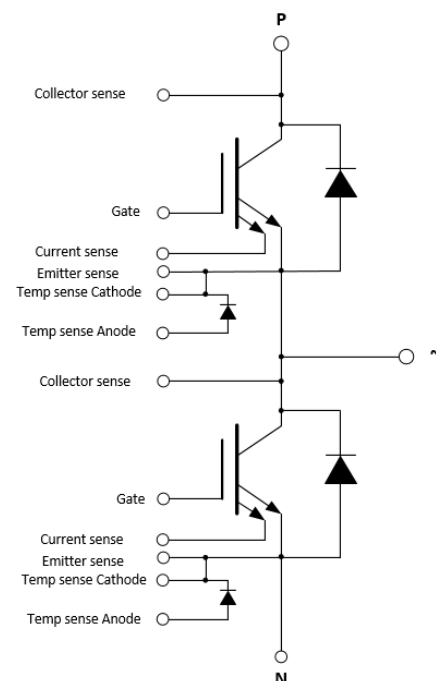 P
Collector sense
Gate
Current sense
Emitter sense
Temp sense Cathode
Temp sense Anode
Collector sense
~
Gate
Current sense
Emitter sense
Temp sense Cathode
Temp sense Anode
N